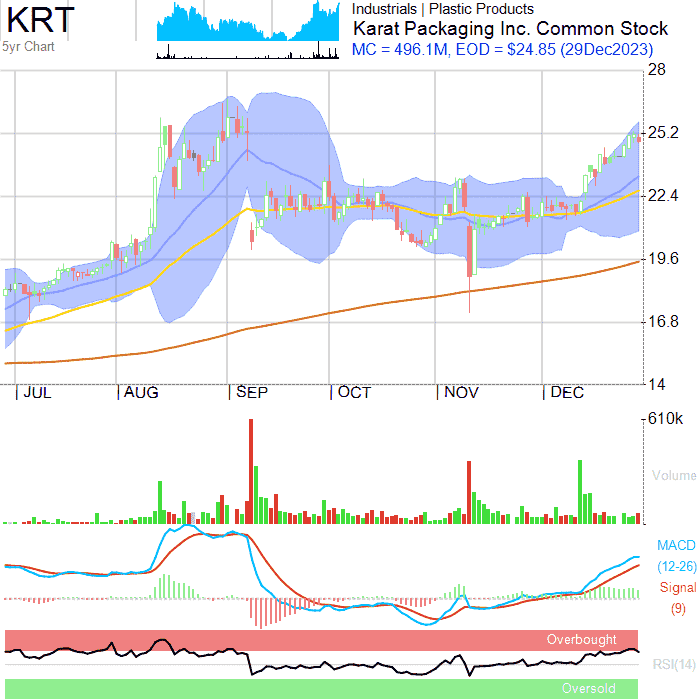 KRT
5yr Chart
Industrials | Plastic Products
Karat Packaging Inc. Common Stock
MC = 496.1M, EOD = $24.85 (29Dec2023)
28
25.2
22.4
19.6
16.8
14
JUL AUG SEP OCT NOV DEC
610k
Volume
MACD
(12-26)
Signal
(9)
Overbought
RSI(14)
Oversold